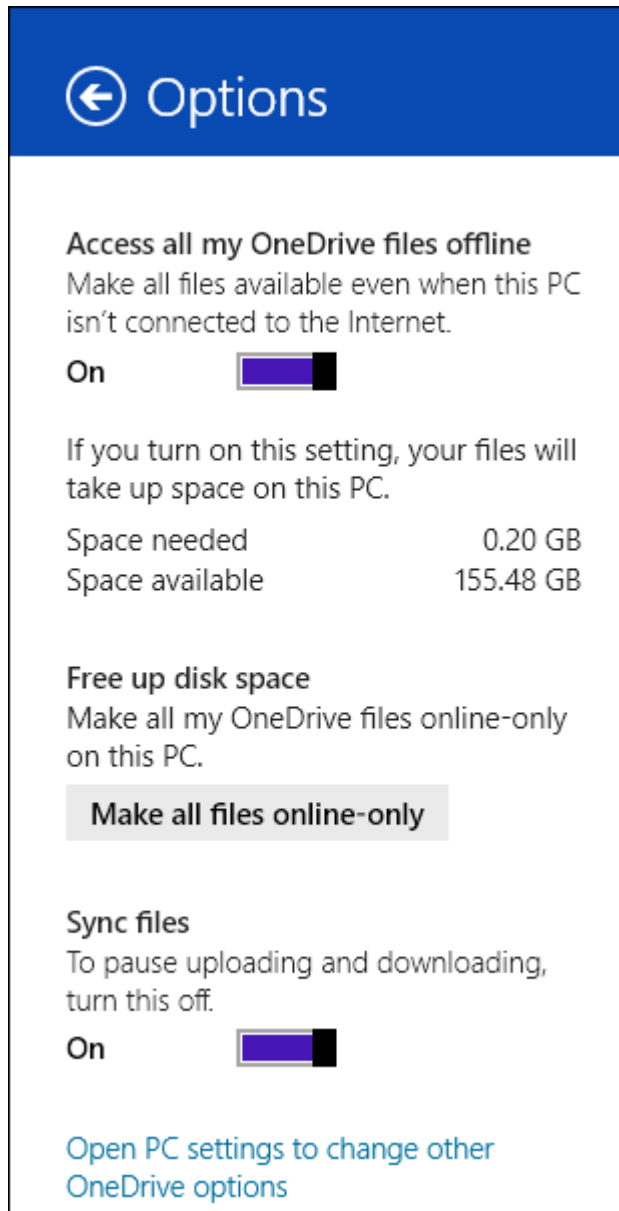 Options
Access all my OneDrive files offline
Make all files available even when this PC
isn't connected to the Internet.
On
If you turn on this setting, your files will
take up space on this PC.
Space needed 0.20 GB
Space available 155.48 GB
Free up disk space
Make all my OneDrive files online-only
on this PC.
Make all files online-only
Sync files
To pause uploading and downloading,
turn this off.
On
Open PC settings to change other
OneDrive options